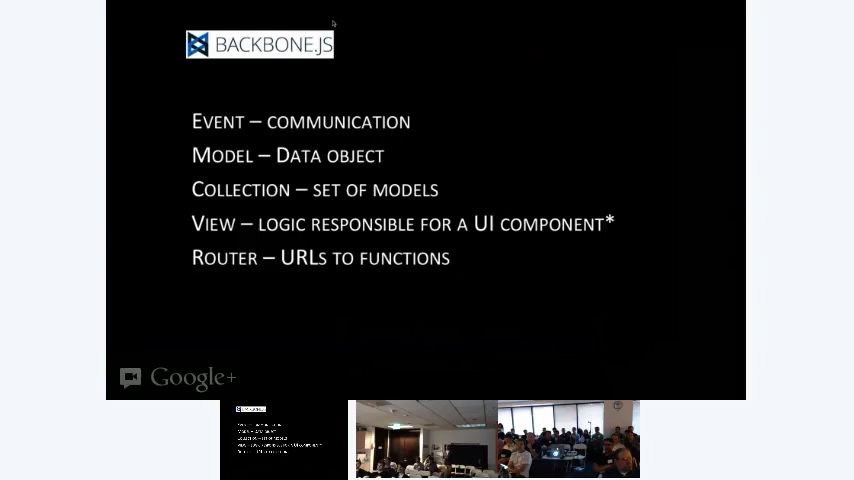 BACKBONE.JS
EVENT – COMMUNICATION
MODEL – DATA OBJECT
COLLECTION – SET OF MODELS
VIEW – LOGIC RESPONSIBLE FOR A UI COMPONENT*
ROUTER – URLS TO FUNCTIONS
Google+